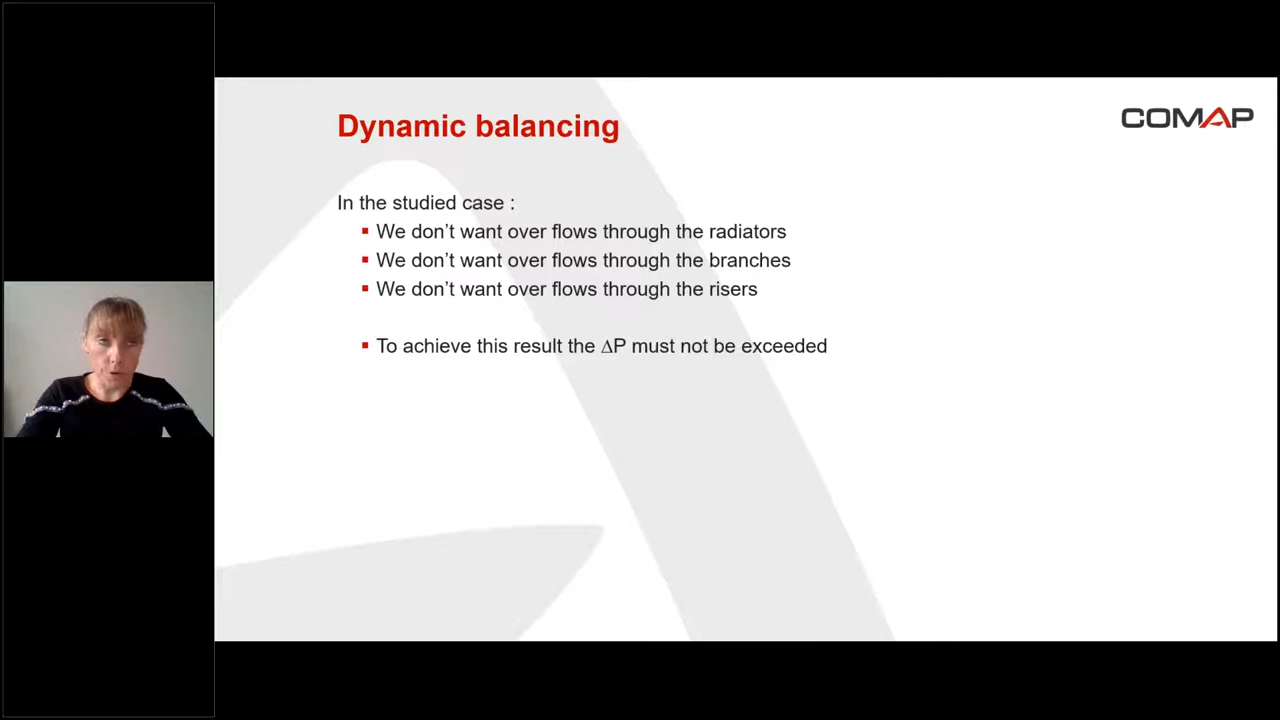 Dynamic balancing
COMAP
In the studied case :
We don’t want over flows through the radiators
We don’t want over flows through the branches
We don’t want over flows through the risers
To achieve this result the ΔP must not be exceeded